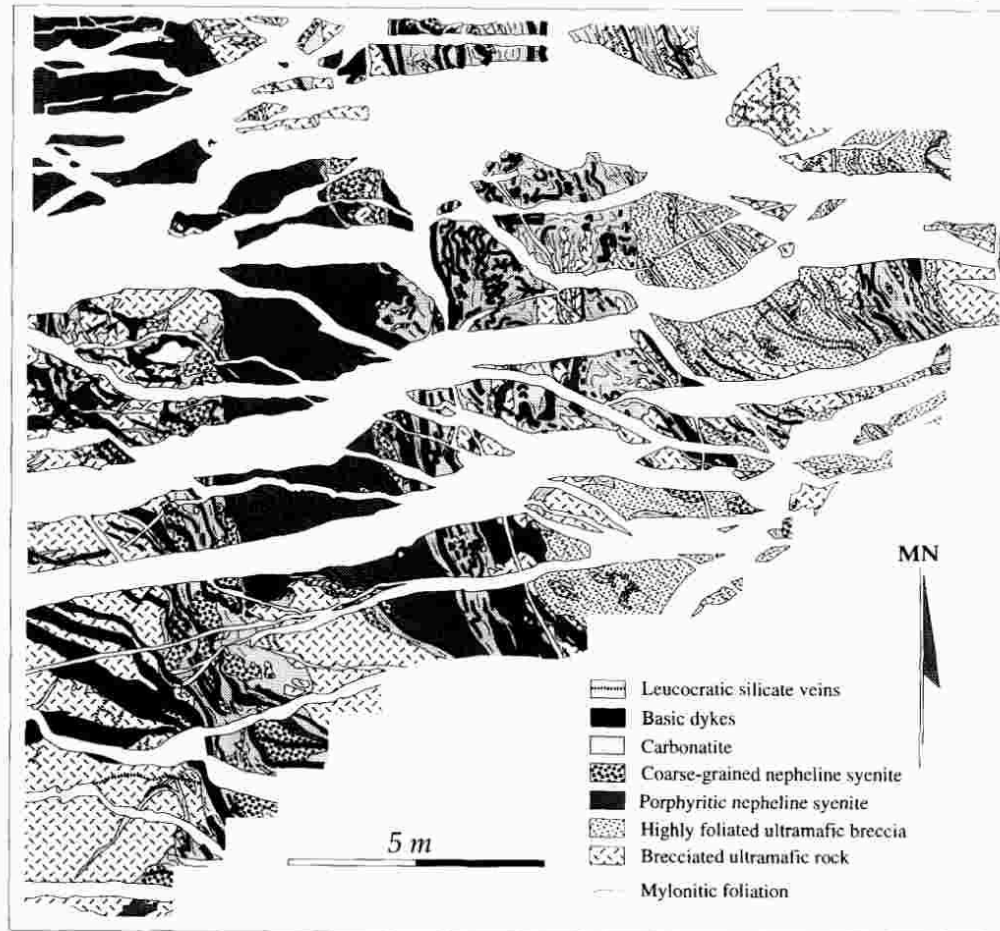 MN
Leucocratic silicate veins
Basic dykes
Carbonatite
Coarse-grained nepheline syenite
Porphyritic nepheline syenite
Highly foliated ultramafic breccia
Brecciated ultramafic rock
Mylonitic foliation
5 m